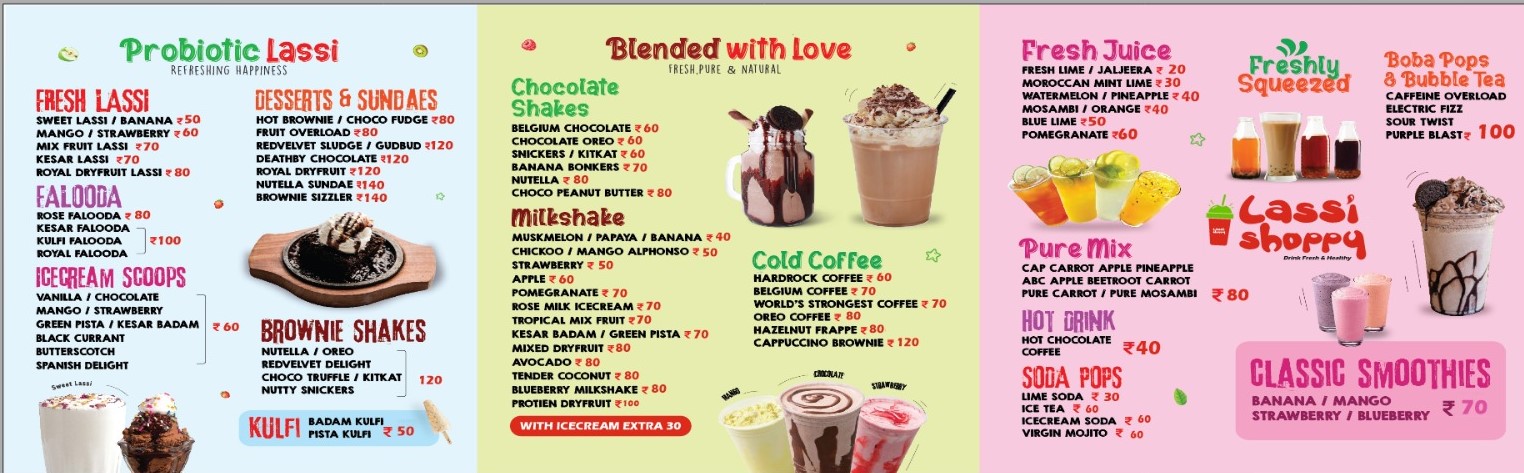 Probiotic Lassi
REFRESHING HAPPINESS
FRESH LASSI
SWEET LASSI / BANANA ₹50
MANGO / STRAWBERRY ₹60
MIX FRUIT LASSI ₹70
KESAR LASSI ₹70
ROYAL DRYFRUIT LASSI ₹80
FALOODA
ROSE FALOODA ₹ 80
KESAR FALOODA
KULFI FALOODA ₹100
ROYAL FALOODA
ICECREAM SCOOPS
VANILLA / CHOCOLATE
MANGO / STRAWBERRY
GREEN PISTA / KESAR BADAM ₹ 60
BLACK CURRANT
BUTTERSCOTCH
SPANISH DELIGHT
Sweet Lassi
DESSERTS & SUNDAES
HOT BROWNIE / CHOCO FUDGE ₹80
FRUIT OVERLOAD ₹80
REDVELVET SLUDGE / GUDBUD ₹120
DEATHBY CHOCOLATE ₹120
ROYAL DRYFRUIT ₹120
NUTELLA SUNDAE ₹140
BROWNIE SIZZLER ₹140
BROWNIE SHAKES
NUTELLA / OREO
REDVELVET DELIGHT
CHOCO TRUFFLE / KITKAT 120
NUTTY SNICKERS
KULFI
BADAM KULFI
PISTA KULFI ₹ 50
Blended with Love
FRESH,PURE & NATURAL
Chocolate
Shakes
BELGIUM CHOCOLATE ₹60
CHOCOLATE OREO ₹ 60
SNICKERS / KITKAT ₹ 60
BANANA BONKERS ₹ 70
NUTELLA ₹ 80
CHOCO PEANUT BUTTER ₹ 80
Milkshake
MUSKMELON / PAPAYA / BANANA ₹ 40
CHICKOO / MANGO ALPHONSO ₹ 50
STRAWBERRY ₹ 50
APPLE ₹ 60
POMEGRANATE ₹ 70
ROSE MILK ICECREAM ₹ 70
TROPICAL MIX FRUIT ₹70
KESAR BADAM / GREEN PISTA ₹ 70
MIXED DRYFRUIT ₹80
AVOCADO ₹ 80
TENDER COCONUT ₹ 80
BLUEBERRY MILKSHAKE ₹ 80
PROTIEN DRYFRUIT ₹100
WITH ICECREAM EXTRA 30
Cold Coffee
HARDROCK COFFEE ₹ 60
BELGIUM COFFEE ₹ 70
WORLD'S STRONGEST COFFEE ₹ 70
OREO COFFEE ₹ 80
HAZELNUT FRAPPE ₹ 80
CAPPUCCINO BROWNIE ₹ 120
MANGO
CHOCOLATE
STRAWBERRY
Fresh Juice
FRESH LIME / JALJEERA ₹ 20
MOROCCAN MINT LIME ₹ 30
WATERMELON / PINEAPPLE ₹ 40
MOSAMBI / ORANGE ₹40
BLUE LIME ₹50
POMEGRANATE ₹60
Pure Mix
CAP CARROT APPLE PINEAPPLE
ABC APPLE BEETROOT CARROT
PURE CARROT / PURE MOSAMBI ₹ 80
HOT DRINK
HOT CHOCOLATE
COFFEE ₹40
SODA POPS
LIME SODA ₹ 30
ICE TEA ₹ 60
ICECREAM SODA ₹ 60
VIRGIN MOJITO ₹ 60
Freshly
Squeezed
Boba Pops
& Bubble Tea
CAFFEINE OVERLOAD
ELECTRIC FIZZ
SOUR TWIST
PURPLE BLAST ₹ 100
Lassi
shoppy
Drink Fresh & Healthy
CLASSIC SMOOTHIES
BANANA / MANGO
STRAWBERRY / BLUEBERRY ₹ 70